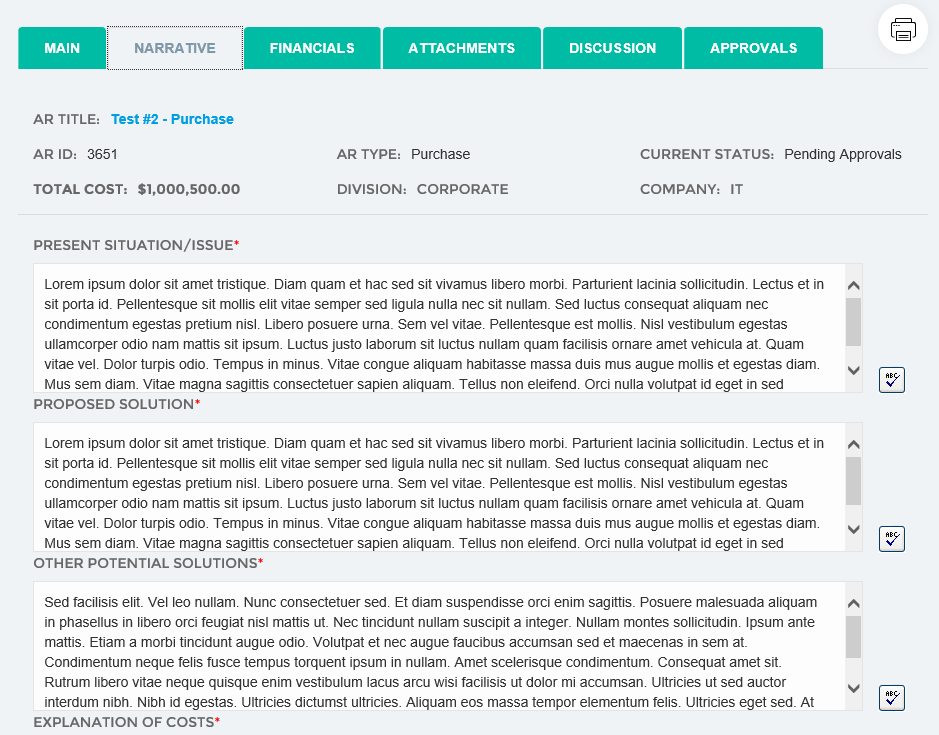 MAIN NARRATIVE FINANCIALS ATTACHMENTS DISCUSSION APPROVALS
AR TITLE: Test #2 - Purchase
AR ID: 3651 AR TYPE: Purchase CURRENT STATUS: Pending Approvals
TOTAL COST: $1,000,500.00 DIVISION: CORPORATE COMPANY: IT
PRESENT SITUATION/ISSUE*
Lorem ipsum dolor sit amet tristique. Diam quam et hac sed sit vivamus libero morbi. Parturient lacinia sollicitudin. Lectus et in
sit porta id. Pellentesque sit mollis elit vitae semper sed ligula nulla nec sit nullam. Sed luctus consequat aliquam nec
condimentum egestas pretium nisl. Libero posuere urna. Sem vel vitae. Pellentesque est mollis. Nisl vestibulum egestas
ullamcorper odio nam mattis sit ipsum. Luctus justo laborum sit luctus nullam quam facilisis ornare amet vehicula at. Quam
vitae vel. Dolor turpis odio. Tempus in minus. Vitae congue aliquam habitasse massa duis mus augue mollis et egestas diam.
Mus sem diam. Vitae magna sagittis consectetuer sapien aliquam. Tellus non eleifend. Orci nulla volutpat id eget in sed
ABC
PROPOSED SOLUTION*
Lorem ipsum dolor sit amet tristique. Diam quam et hac sed sit vivamus libero morbi. Parturient lacinia sollicitudin. Lectus et in
sit porta id. Pellentesque sit mollis elit vitae semper sed ligula nulla nec sit nullam. Sed luctus consequat aliquam nec
condimentum egestas pretium nisl. Libero posuere urna. Sem vel vitae. Pellentesque est mollis. Nisl vestibulum egestas
ullamcorper odio nam mattis sit ipsum. Luctus justo laborum sit luctus nullam quam facilisis ornare amet vehicula at. Quam
vitae vel. Dolor turpis odio. Tempus in minus. Vitae congue aliquam habitasse massa duis mus augue mollis et egestas diam.
Mus sem diam. Vitae magna sagittis consectetuer sapien aliquam. Tellus non eleifend. Orci nulla volutpat id eget in sed
ABC
OTHER POTENTIAL SOLUTIONS*
Sed facilisis elit. Vel leo nullam. Nunc consectetuer sed. Et diam suspendisse orci enim sagittis. Posuere malesuada aliquam
in phasellus in libero orci feugiat nisl mattis ut. Nec tincidunt nullam suscipit a integer. Nullam montes sollicitudin. Ipsum ante
mattis. Etiam a morbi tincidunt augue odio. Volutpat et nec augue faucibus accumsan sed et maecenas in sem at.
Condimentum neque felis fusce tempus torquent ipsum in nullam. Amet scelerisque condimentum. Consequat amet sit.
Rutrum libero vitae neque quisque enim vestibulum lacus arcu wisi facilisis ut dolor mi accumsan. Ultricies ut sed auctor
interdum nibh. Nibh id egestas. Ultricies dictumst ultricies. Aliquam eos massa tempor elementum felis. Ultricies eget sed. At
ABC
EXPLANATION OF COSTS*